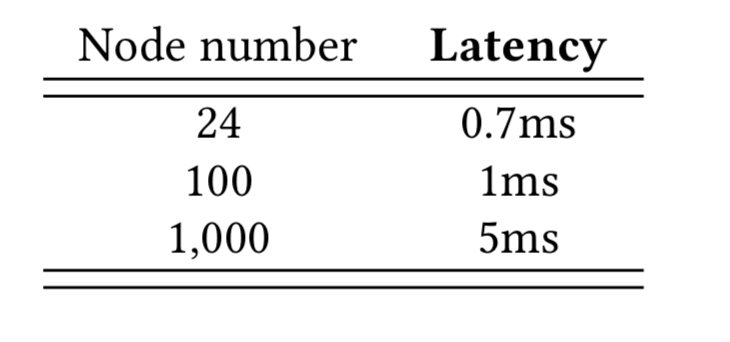 Node number Latency
24 0.7ms
100 1ms
1,000 5ms